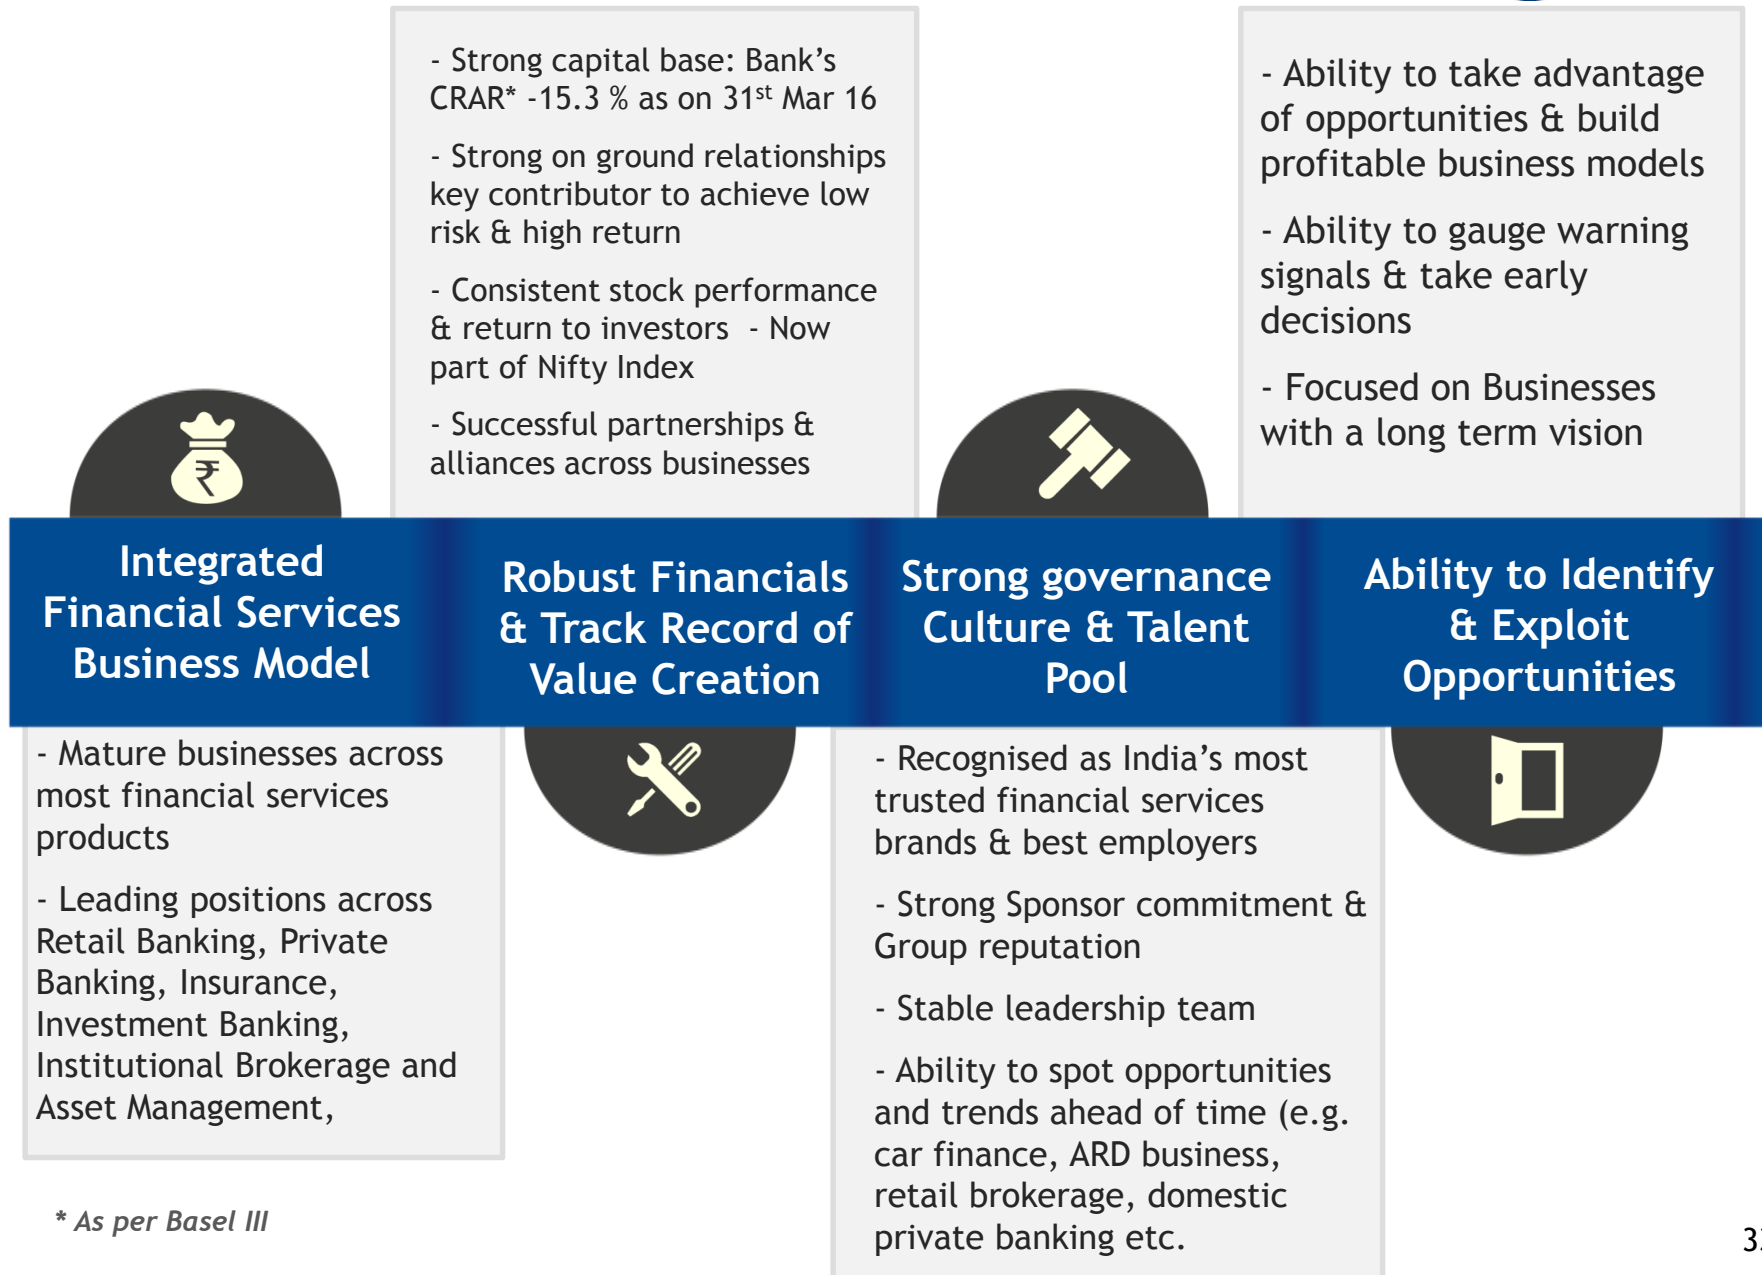 - Strong capital base: Bank’s
CRAR* -15.3 % as on 31st Mar 16
- Strong on ground relationships
key contributor to achieve low
risk & high return
- Consistent stock performance
& return to investors - Now
part of Nifty Index
- Successful partnerships &
alliances across businesses
- Ability to take advantage
of opportunities & build
profitable business models
- Ability to gauge warning
signals & take early
decisions
- Focused on Businesses
with a long term vision
Integrated
Financial Services
Business Model
Robust Financials
& Track Record of
Value Creation
Strong governance
Culture & Talent
Pool
Ability to Identify
& Exploit
Opportunities
- Mature businesses across
most financial services
products
- Leading positions across
Retail Banking, Private
Banking, Insurance,
Investment Banking,
Institutional Brokerage and
Asset Management,
- Recognised as India’s most
trusted financial services
brands & best employers
- Strong Sponsor commitment &
Group reputation
- Stable leadership team
- Ability to spot opportunities
and trends ahead of time (e.g.
car finance, ARD business,
retail brokerage, domestic
private banking etc.
* As per Basel III